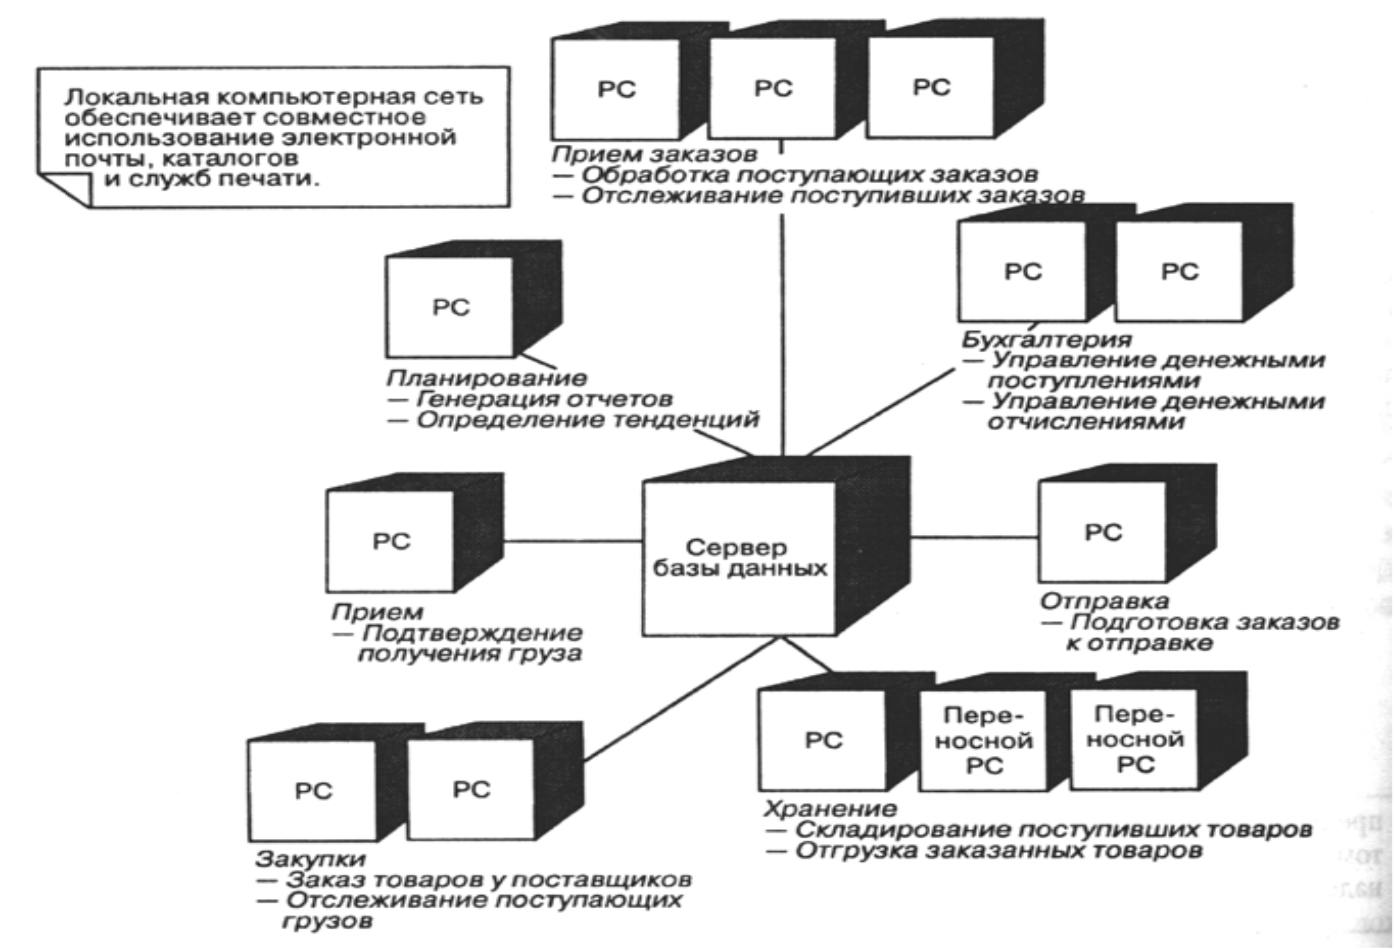 PC
PC
PC
Локальная компьютерная сеть
обеспечивает совместное
использование электронной
почты, каталогов
и служб печати.
Прием заказов
— Обработка поступающих заказов
— Отслеживание поступивших заказов
PC
PC
PC
Бухгалтерия
— Управление денежными
поступлениями
— Управление денежными
отчислениями
Планирование
— Генерация отчетов
— Определение тенденций
PC
Сервер
базы данных
PC
Прием
— Подтверждение
получения груза
Отправка
— Подготовка заказов
к отправке
PC
Пере-
носной
PC
Пере-
носной
PC
PC
PC
Хранение
— Складирование поступивших товаров
— Отгрузка заказанных товаров
Закупки
— Заказ товаров у поставщиков
— Отслеживание поступающих
грузов